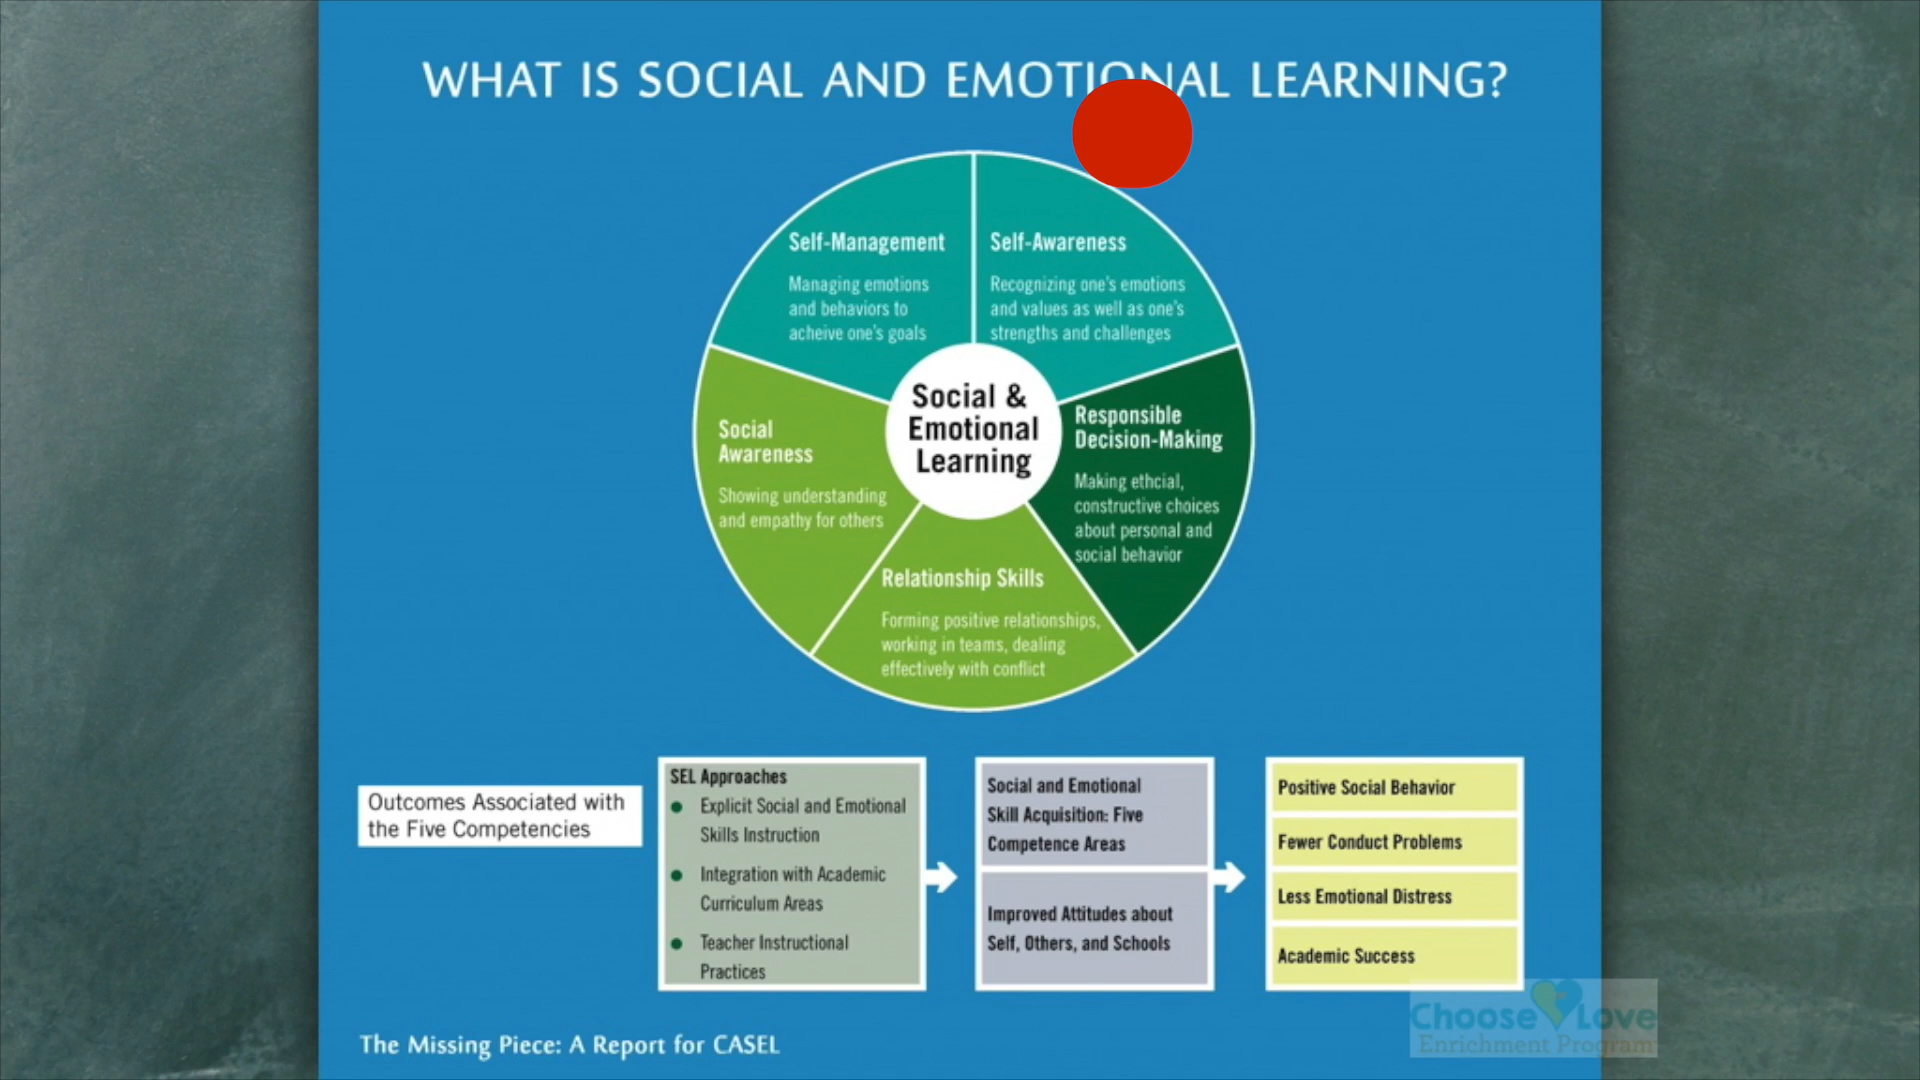 WHAT IS SOCIAL AND EMOTIONAL LEARNING?
Self-Management
Managing emotions
and behaviors to
acheive one's goals
Self-Awareness
Recognizing one's emotions
and values as well as one's
strengths and challenges
Social &
Emotional
Learning
Social
Awareness
Showing understanding
and empathy for others
Responsible
Decision-Making
Making ethcial,
constructive choices
about personal and
social behavior
Relationship Skills
Forming positive relationships,
working in teams, dealing
effectively with conflict
Outcomes Associated with
the Five Competencies
SEL Approaches
Explicit Social and Emotional
Skills Instruction
Integration with Academic
Curriculum Areas
Teacher Instructional
Practices
Social and Emotional
Skill Acquisition: Five
Competence Areas
Improved Attitudes about
Self, Others, and Schools
Positive Social Behavior
Fewer Conduct Problems
Less Emotional Distress
Academic Success
The Missing Piece: A Report for CASEL
Choose Love
Enrichment Program